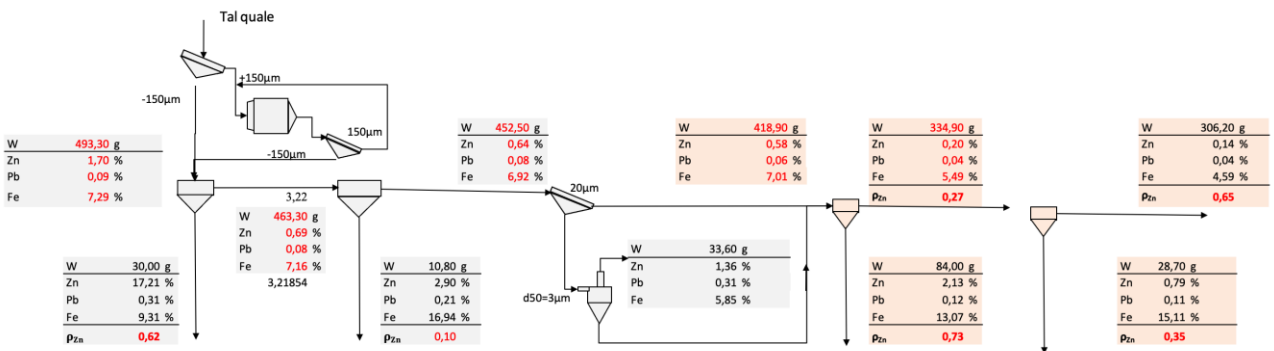 Tal quale
+150µm
-150µm
150µm
-150µm
W 493,30 g
Zn 1,70 %
Pb 0,09 %
Fe 7,29 %
3,22
W 463,30 g
Zn 0,69 %
Pb 0,08 %
Fe 7,16 %
3,21854
W 452,50 g
Zn 0,64 %
Pb 0,08 %
Fe 6,92 %
20µm
W 418,90 g
Zn 0,58 %
Pb 0,06 %
Fe 7,01 %
W 334,90 g
Zn 0,20 %
Pb 0,04 %
Fe 5,49 %
ρZn 0,27
W 306,20 g
Zn 0,14 %
Pb 0,04 %
Fe 4,59 %
ρZn 0,65
W 30,00 g
Zn 17,21 %
Pb 0,31 %
Fe 9,31 %
ρZn 0,62
W 10,80 g
Zn 2,90 %
Pb 0,21 %
Fe 16,94 %
ρZn 0,10
d50=3µm
W 33,60 g
Zn 1,36 %
Pb 0,31 %
Fe 5,85 %
W 84,00 g
Zn 2,13 %
Pb 0,12 %
Fe 13,07 %
ρZn 0,73
W 28,70 g
Zn 0,79 %
Pb 0,11 %
Fe 15,11 %
ρZn 0,35